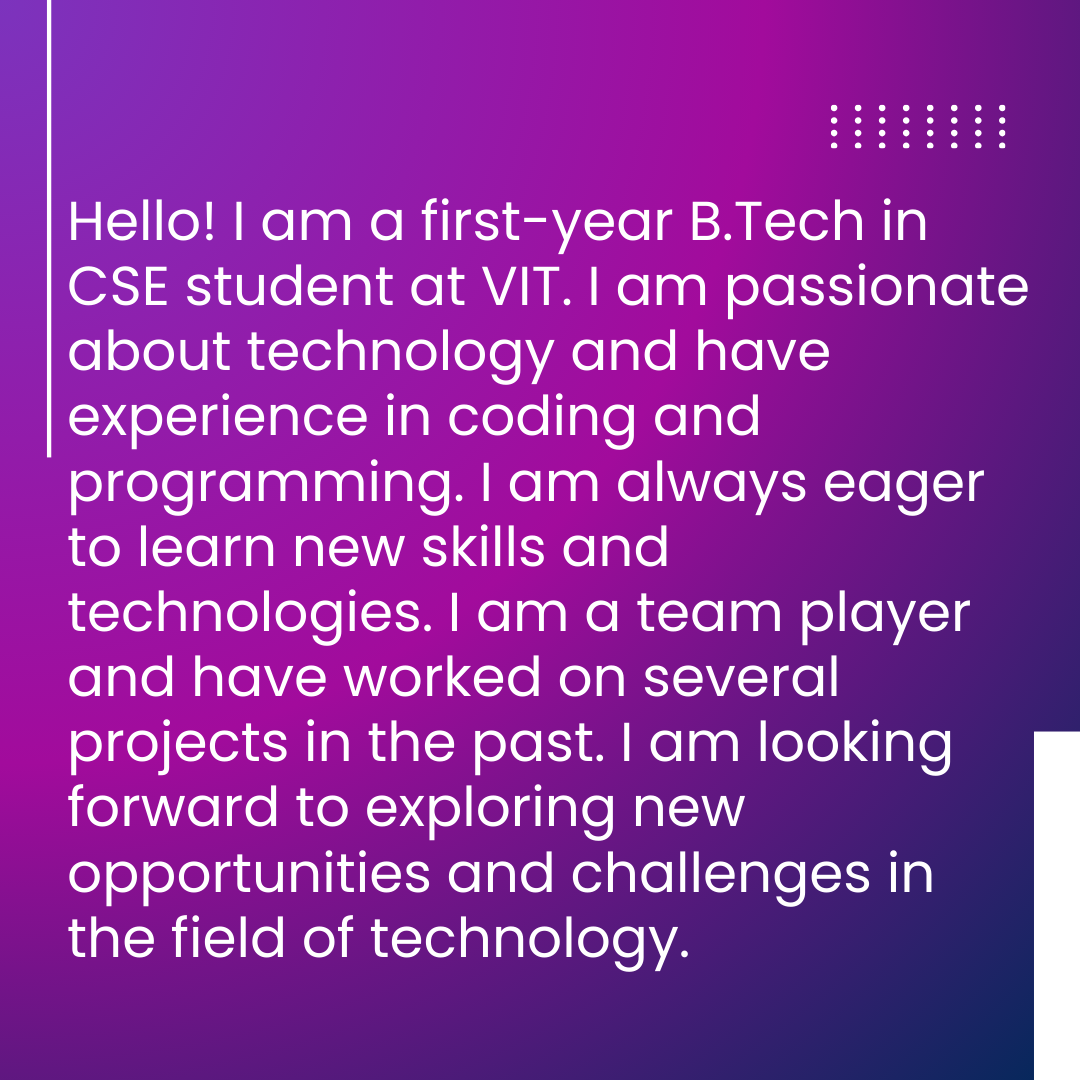 Hello! I am a first-year B.Tech in
CSE student at VIT. I am passionate
about technology and have
experience in coding and
programming. I am always eager
to learn new skills and
technologies. I am a team player
and have worked on several
projects in the past. I am looking
forward to exploring new
opportunities and challenges in
the field of technology.